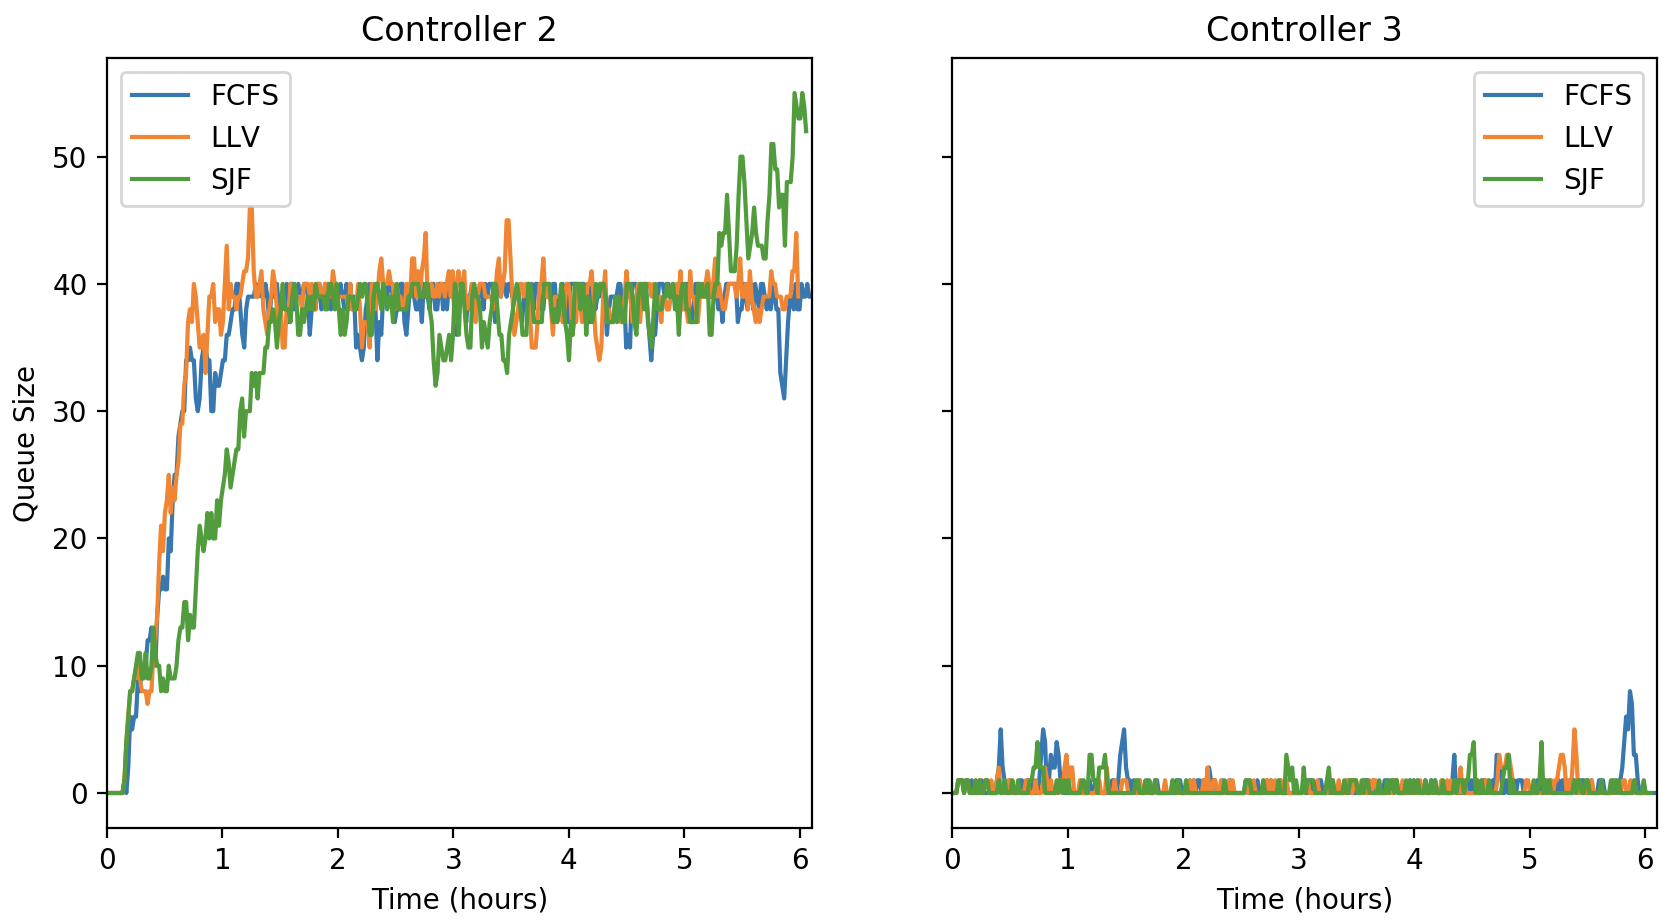 Controller 2
Controller 3
FCFS
LLV
SJF
FCFS
LLV
SJF
Queue Size
50
40
30
20
10
0
0 1 2 3 4 5 6
0 1 2 3 4 5 6
Time (hours)
Time (hours)